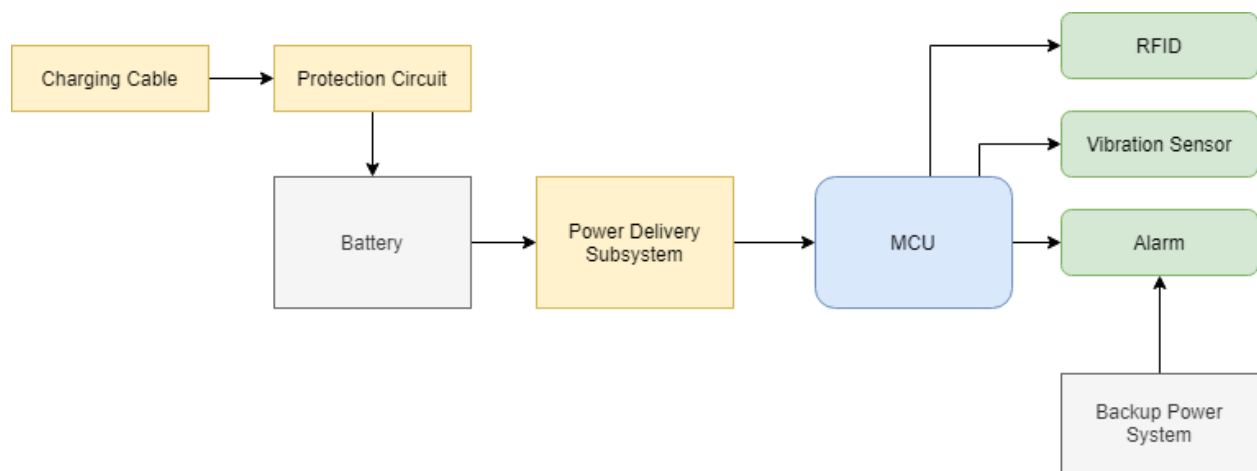 RFID
Charging Cable
Protection Circuit
Vibration Sensor
Battery
Power Delivery
Subsystem
MCU
Alarm
Backup Power
System